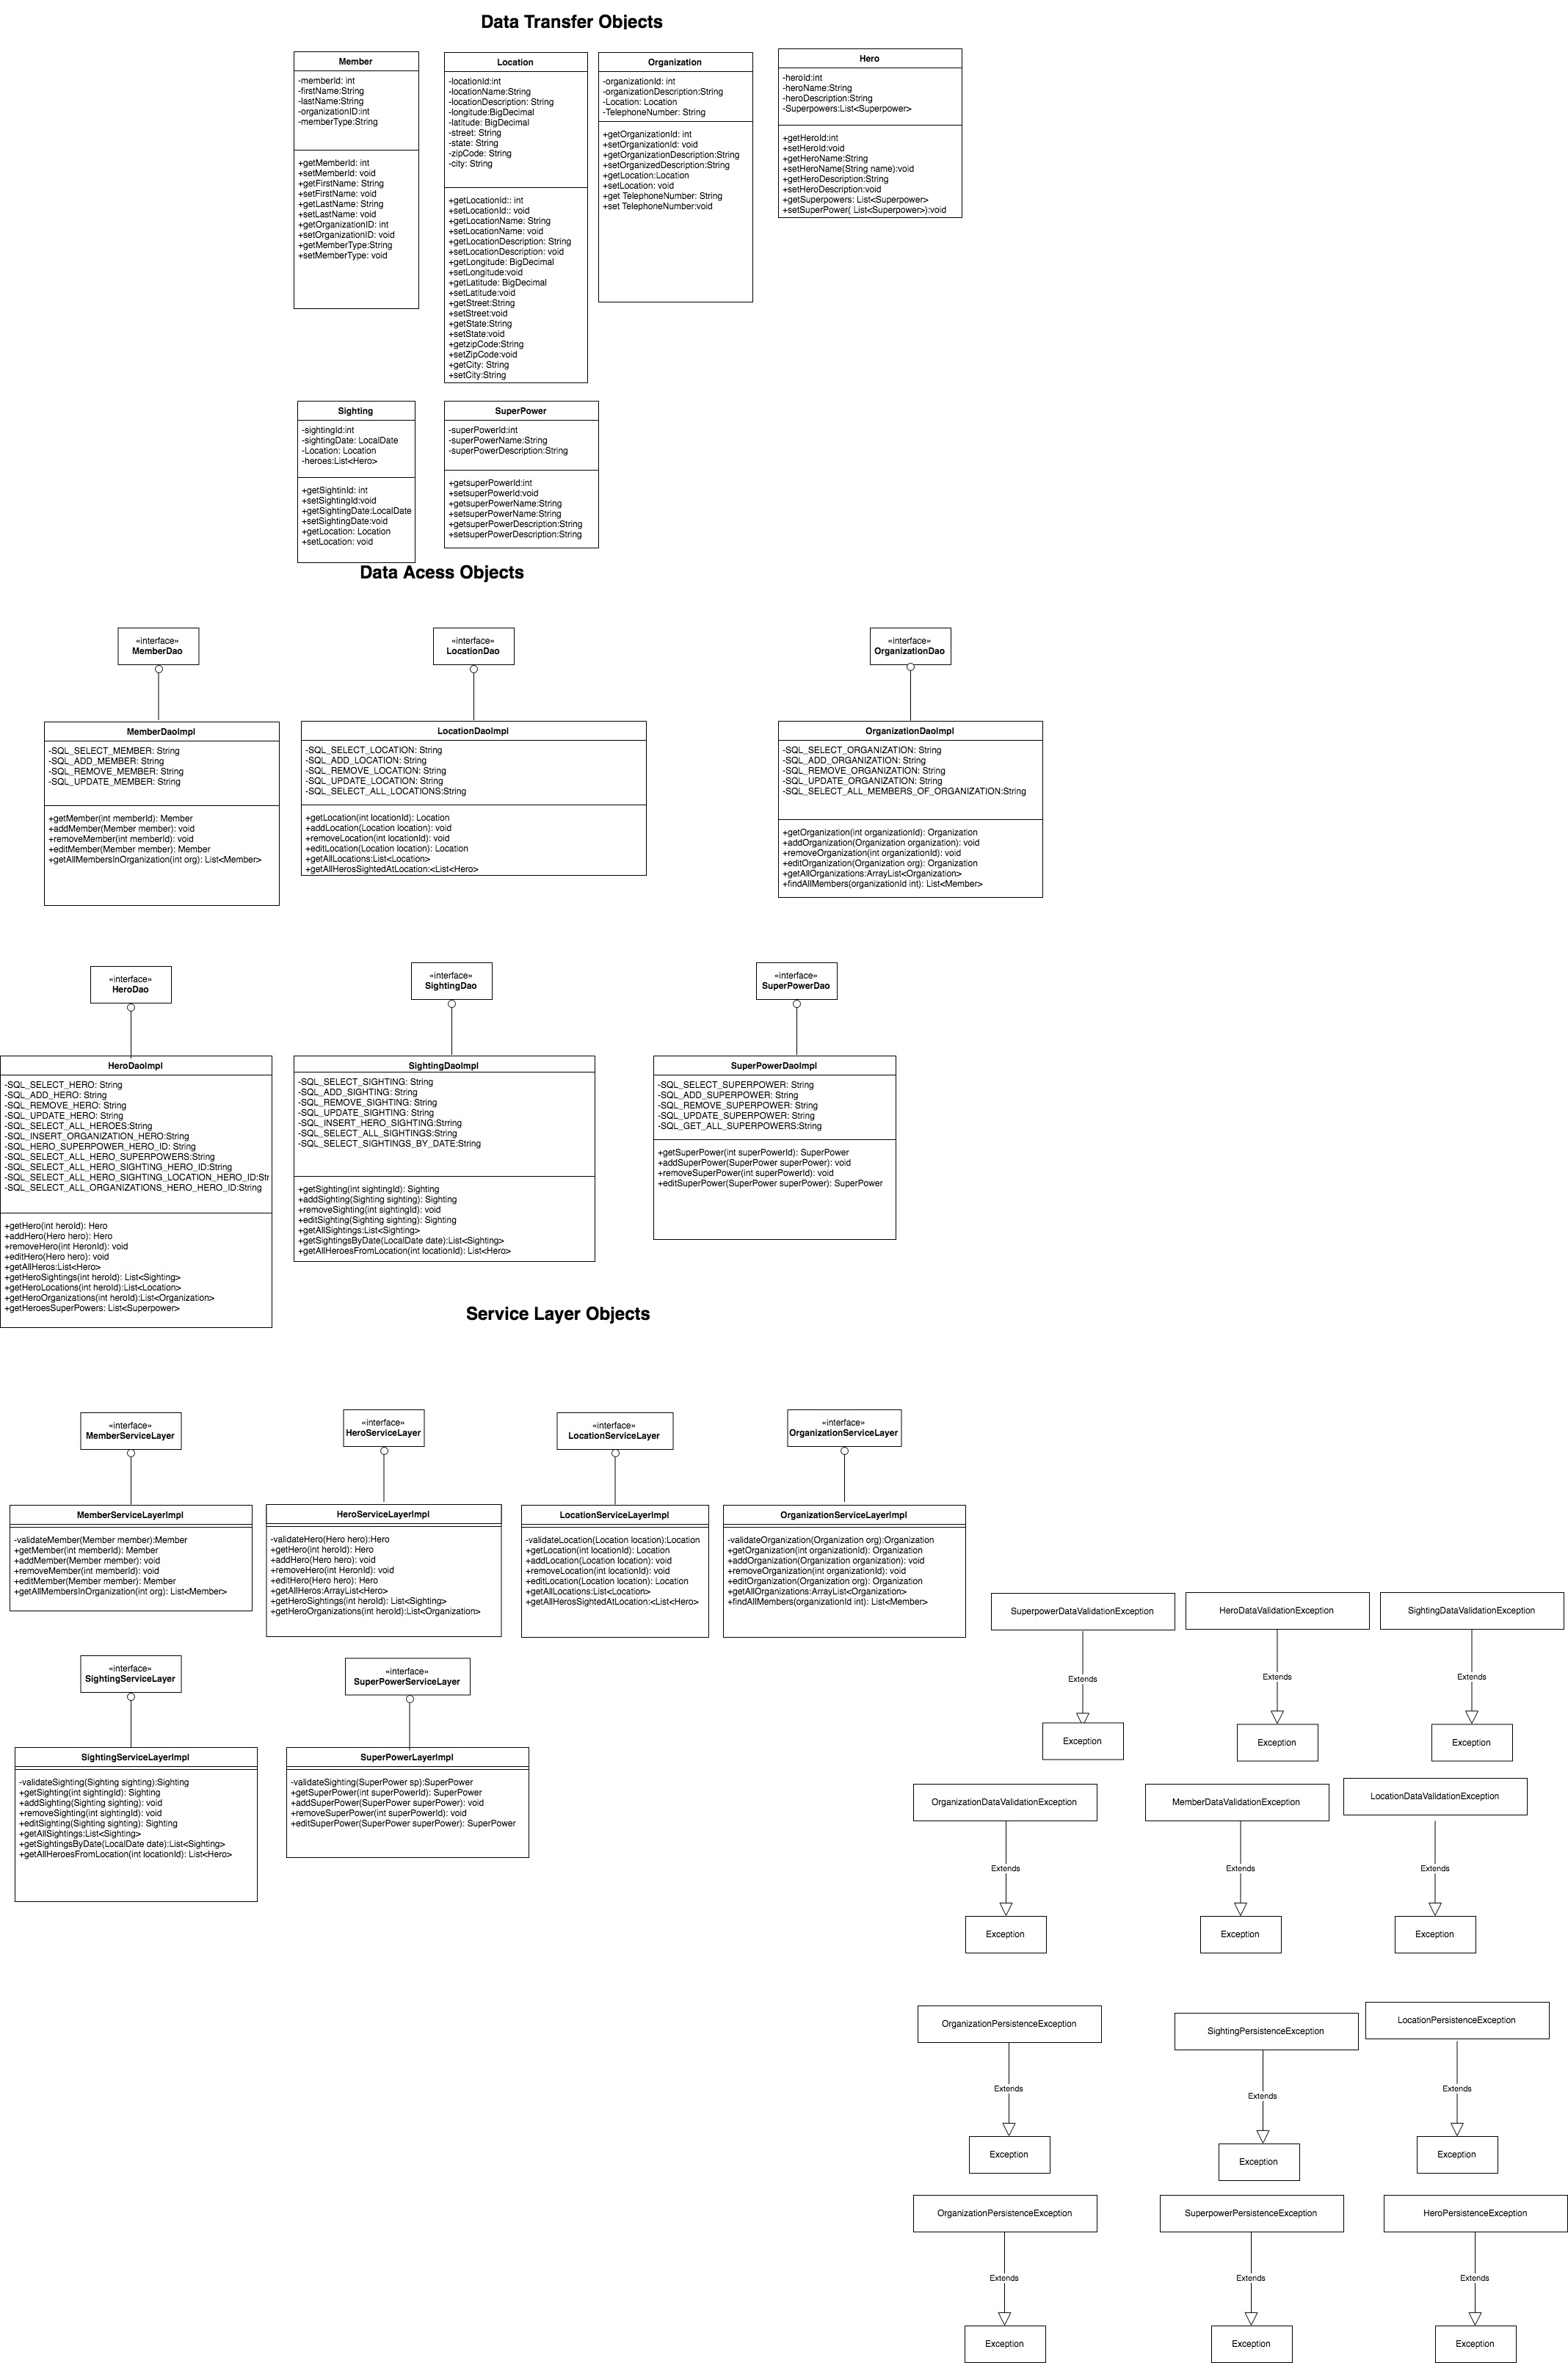 Data Transfer Objects
Member
-memberId: int
-firstName:String
-lastName:String
-organizationID:int
-memberType:String
+getMemberId: int
+setMemberId: void
+getFirstName: String
+setFirstName: void
+getLastName: String
+setLastName: void
+getOrganizationID: int
+setOrganizationID: void
+getMemberType:String
+setMemberType: void
Location
-locationId:int
-locationName:String
-locationDescription: String
-longitude:BigDecimal
-latitude: BigDecimal
-street: String
-state: String
-zipCode: String
-city: String
+getLocationId:: int
+setLocationId:: void
+getLocationName: String
+setLocationName: void
+getLocationDescription: String
+setLocationDescription: void
+getLongitude: BigDecimal
+setLongitude:void
+getLatitude: BigDecimal
+setLatitude:void
+getStreet:String
+setStreet:void
+getState:String
+setState:void
+getzipCode:String
+setZipCode:void
+getCity: String
+setCity:String
Organization
-organizationId: int
-organizationDescription:String
-Location: Location
-TelephoneNumber: String
+getOrganizationId: int
+setOrganizationId: void
+getOrganizationDescription:String
+setOrganizedDescription:String
+getLocation:Location
+setLocation: void
+get TelephoneNumber: String
+set TelephoneNumber:void
Hero
-heroId:int
-heroName:String
-heroDescription:String
-Superpowers:List<Superpower>
+getHeroId:int
+setHeroId:void
+getHeroName:String
+setHeroName(String name):void
+getHeroDescription:String
+setHeroDescription:void
+getSuperpowers: List<Superpower>
+setSuperPower( List<Superpower>):void
Sighting
-sightingId:int
-sightingDate: LocalDate
-Location: Location
-heroes:List<Hero>
+getSightinId: int
+setSightingId:void
+getSightingDate:LocalDate
+setSightingDate:void
+getLocation: Location
+setLocation: void
SuperPower
-superPowerId:int
-superPowerName:String
-superPowerDescription:String
+getsuperPowerId:int
+setsuperPowerId:void
+getsuperPowerName:String
+setsuperPowerName:String
+getsuperPowerDescription:String
+setsuperPowerDescription:String
Data Acess Objects
«interface»
MemberDao
«interface»
LocationDao
«interface»
OrganizationDao
MemberDaoImpl
-SQL_SELECT_MEMBER: String
-SQL_ADD_MEMBER: String
-SQL_REMOVE_MEMBER: String
-SQL_UPDATE_MEMBER: String
+getMember(int memberId): Member
+addMember(Member member): void
+removeMember(int memberId): void
+editMember(Member member): Member
+getAllMembersInOrganization(int org): List<Member>
LocationDaoImpl
-SQL_SELECT_LOCATION: String
-SQL_ADD_LOCATION: String
-SQL_REMOVE_LOCATION: String
-SQL_UPDATE_LOCATION: String
-SQL_SELECT_ALL_LOCATIONS:String
+getLocation(int locationId): Location
+addLocation(Location location): void
+removeLocation(int locationId): void
+editLocation(Location location): Location
+getAllLocations:List<Location>
+getAllHerosSightedAtLocation:<List<Hero>
OrganizationDaoImpl
-SQL_SELECT_ORGANIZATION: String
-SQL_ADD_ORGANIZATION: String
-SQL_REMOVE_ORGANIZATION: String
-SQL_UPDATE_ORGANIZATION: String
-SQL_SELECT_ALL_MEMBERS_OF_ORGANIZATION:String
+getOrganization(int organizationId): Organization
+addOrganization(Organization organization): void
+removeOrganization(int organizationId): void
+editOrganization(Organization org): Organization
+getAllOrganizations:ArrayList<Organization>
+findAllMembers(organizationId int): List<Member>
«interface»
HeroDao
«interface»
SightingDao
«interface»
SuperPowerDao
HeroDaoImpl
-SQL_SELECT_HERO: String
-SQL_ADD_HERO: String
-SQL_REMOVE_HERO: String
-SQL_UPDATE_HERO: String
-SQL_SELECT_ALL_HEROES:String
-SQL_INSERT_ORGANIZATION_HERO:String
-SQL_HERO_SUPERPOWER_HERO_ID: String
-SQL_SELECT_ALL_HERO_SUPERPOWERS:String
-SQL_SELECT_ALL_HERO_SIGHTING_HERO_ID:String
-SQL_SELECT_ALL_HERO_SIGHTING_LOCATION_HERO_ID:Str
-SQL_SELECT_ALL_ORGANIZATIONS_HERO_HERO_ID:String
+getHero(int heroId): Hero
+addHero(Hero hero): Hero
+removeHero(int HeronId): void
+editHero(Hero hero): void
+getAllHeros:List<Hero>
+getHeroSightings(int heroId): List<Sighting>
+getHeroLocations(int heroId):List<Location>
+getHeroOrganizations(int heroId):List<Organization>
+getHeroesSuperPowers: List<Superpower>
SightingDaoImpl
-SQL_SELECT_SIGHTING: String
-SQL_ADD_SIGHTING: String
-SQL_REMOVE_SIGHTING: String
-SQL_UPDATE_SIGHTING: String
-SQL_INSERT_HERO_SIGHTING:Strring
-SQL_SELECT_ALL_SIGHTINGS:String
-SQL_SELECT_SIGHTINGS_BY_DATE:String
+getSighting(int sightingId): Sighting
+addSighting(Sighting sighting): Sighting
+removeSighting(int sightingId): void
+editSighting(Sighting sighting): Sighting
+getAllSightings:List<Sighting>
+getSightingsByDate(LocalDate date):List<Sighting>
+getAllHeroesFromLocation(int locationId): List<Hero>
SuperPowerDaoImpl
-SQL_SELECT_SUPERPOWER: String
-SQL_ADD_SUPERPOWER: String
-SQL_REMOVE_SUPERPOWER: String
-SQL_UPDATE_SUPERPOWER: String
-SQL_GET_ALL_SUPERPOWERS:String
+getSuperPower(int superPowerId): SuperPower
+addSuperPower(SuperPower superPower): void
+removeSuperPower(int superPowerId): void
+editSuperPower(SuperPower superPower): SuperPower
Service Layer Objects
«interface»
MemberServiceLayer
«interface»
HeroServiceLayer
«interface»
LocationServiceLayer
«interface»
OrganizationServiceLayer
MemberServiceLayerImpl
-validateMember(Member member):Member
+getMember(int memberId): Member
+addMember(Member member): void
+removeMember(int memberId): void
+editMember(Member member): Member
+getAllMembersInOrganization(int org): List<Member>
HeroServiceLayerImpl
-validateHero(Hero hero):Hero
+getHero(int heroId): Hero
+addHero(Hero hero): void
+removeHero(int HeronId): void
+editHero(Hero hero): Hero
+getAllHeros:ArrayList<Hero>
+getHeroSightings(int heroId): List<Sighting>
+getHeroOrganizations(int heroId):List<Organization>
LocationServiceLayerImpl
-validateLocation(Location location):Location
+getLocation(int locationId): Location
+addLocation(Location location): void
+removeLocation(int locationId): void
+editLocation(Location location): Location
+getAllLocations:List<Location>
+getAllHerosSightedAtLocation:<List<Hero>
OrganizationServiceLayerImpl
-validateOrganization(Organization org):Organization
+getOrganization(int organizationId): Organization
+addOrganization(Organization organization): void
+removeOrganization(int organizationId): void
+editOrganization(Organization org): Organization
+getAllOrganizations:ArrayList<Organization>
+findAllMembers(organizationId int): List<Member>
SuperpowerDataValidationException
HeroDataValidationException
SightingDataValidationException
Extends
Extends
Extends
Exception
Exception
Exception
«interface»
SightingServiceLayer
«interface»
SuperPowerServiceLayer
SightingServiceLayerImpl
-validateSighting(Sighting sighting):Sighting
+getSighting(int sightingId): Sighting
+addSighting(Sighting sighting): void
+removeSighting(int sightingId): void
+editSighting(Sighting sighting): Sighting
+getAllSightings:List<Sighting>
+getSightingsByDate(LocalDate date):List<Sighting>
+getAllHeroesFromLocation(int locationId): List<Hero>
SuperPowerLayerImpl
-validateSighting(SuperPower sp):SuperPower
+getSuperPower(int superPowerId): SuperPower
+addSuperPower(SuperPower superPower): void
+removeSuperPower(int superPowerId): void
+editSuperPower(SuperPower superPower): SuperPower
OrganizationDataValidationException
MemberDataValidationException
LocationDataValidationException
Extends
Extends
Extends
Exception
Exception
Exception
OrganizationPersistenceException
SightingPersistenceException
LocationPersistenceException
Extends
Extends
Extends
Exception
Exception
Exception
OrganizationPersistenceException
SuperpowerPersistenceException
HeroPersistenceException
Extends
Extends
Extends
Exception
Exception
Exception